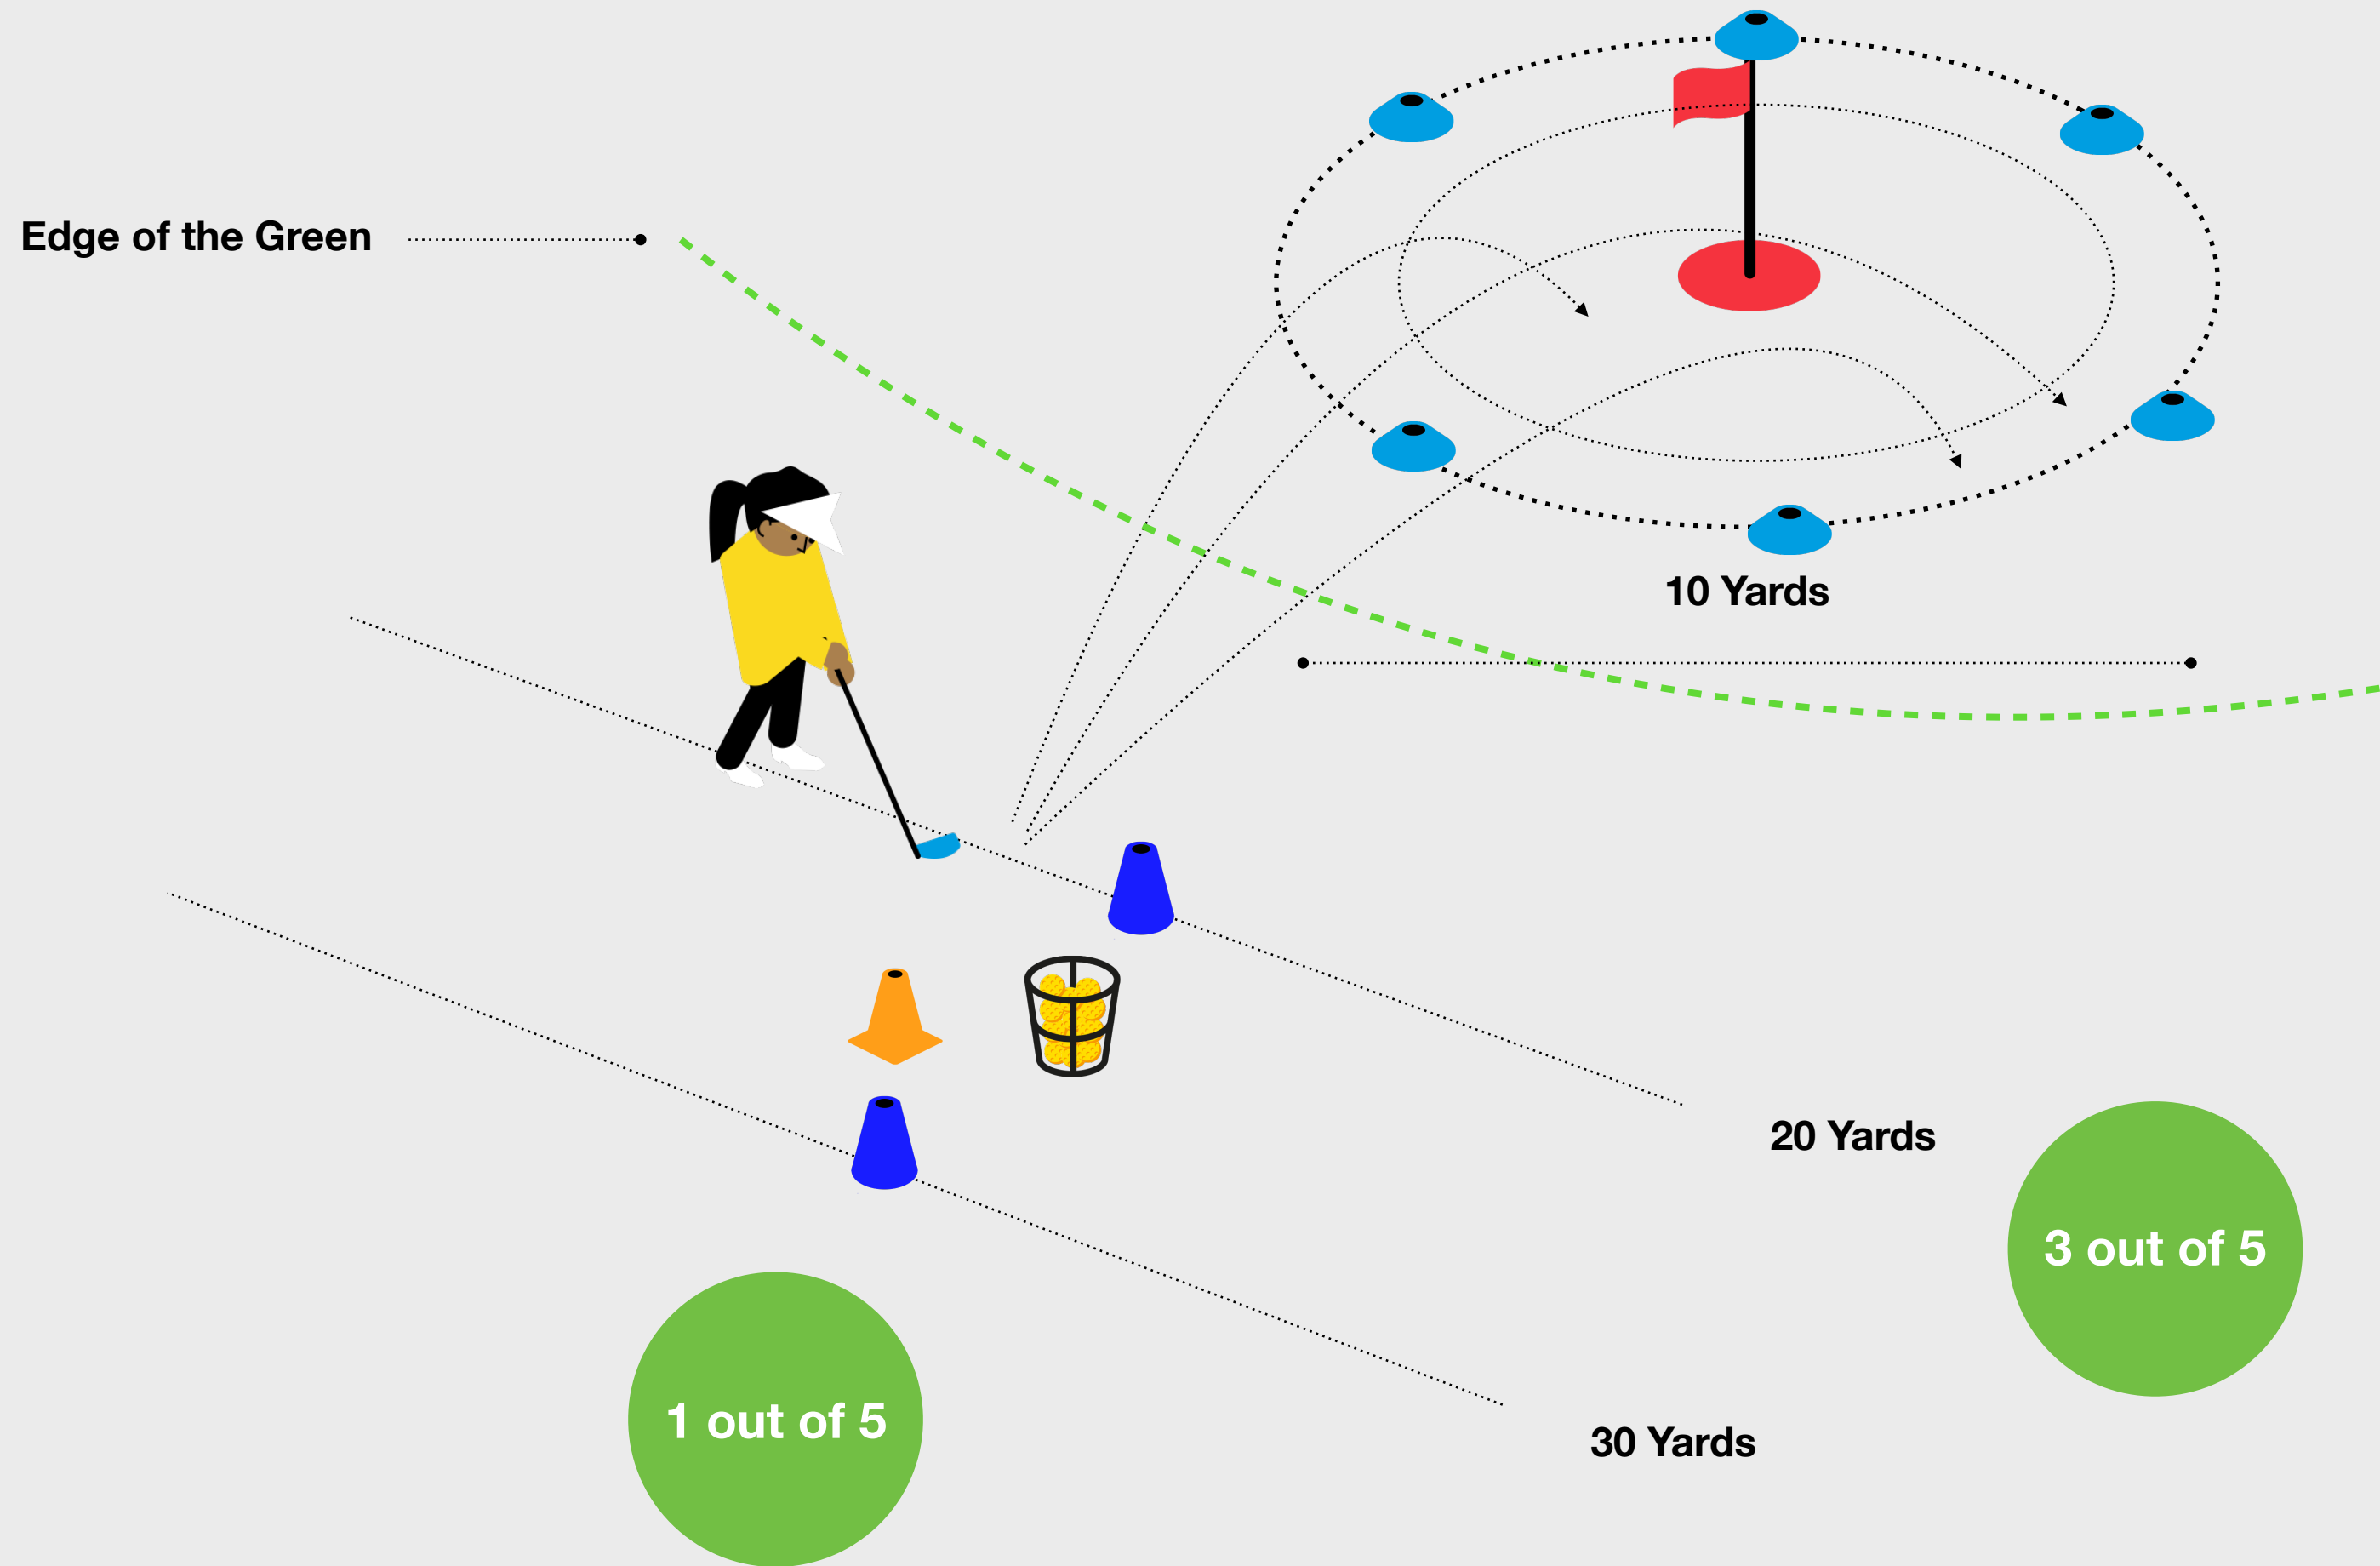 Edge of the Green
10 Yards
20 Yards
3 out of 5
1 out of 5
30 Yards